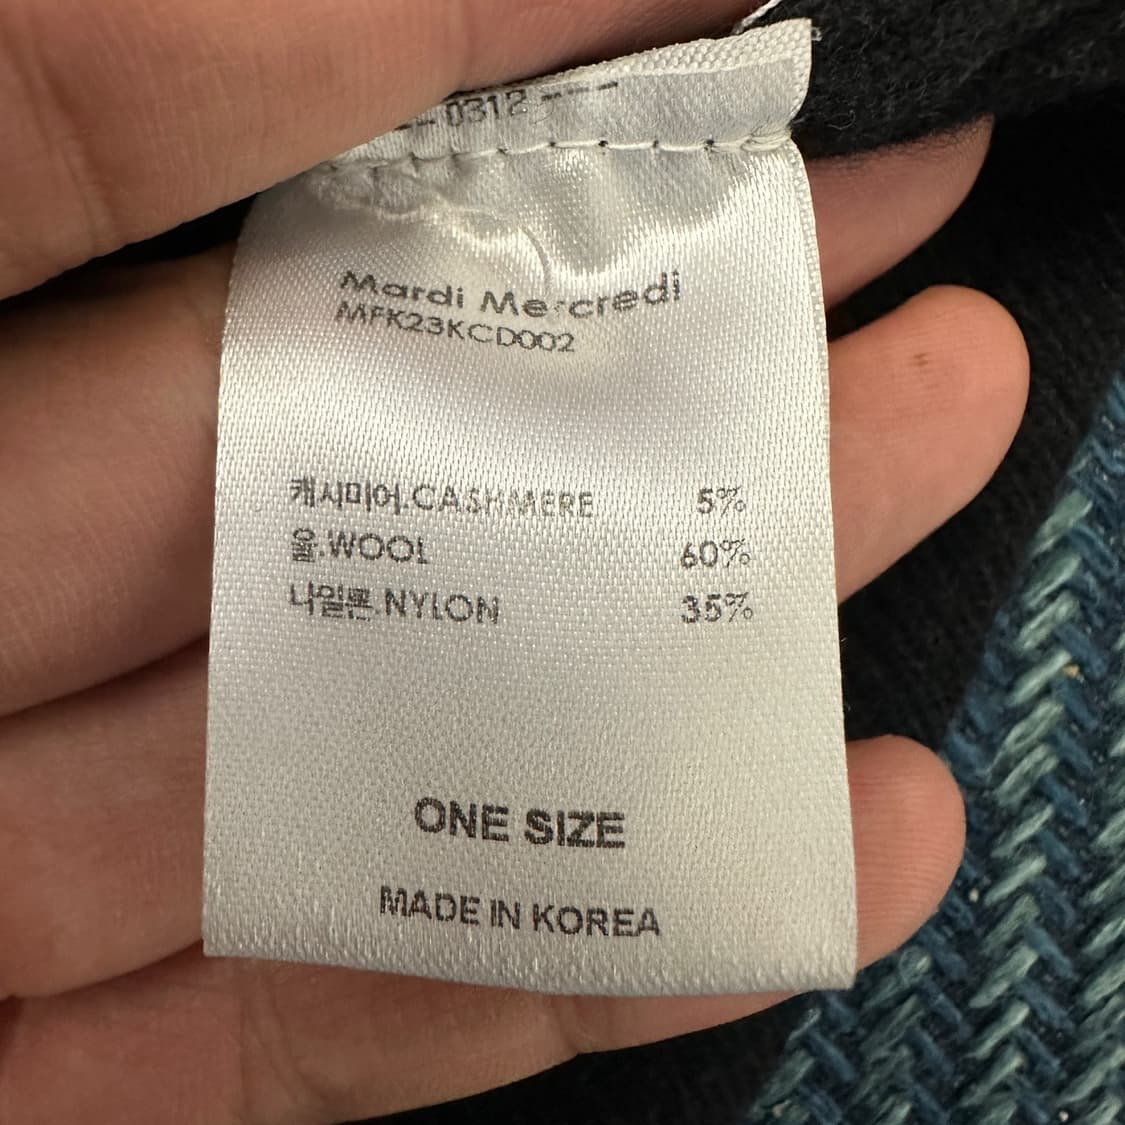 0312
Mardi Mercredi
MFK23KCD002
캐시미어.CASHMERE 5%
울.WOOL 60%
나일론.NYLON 35%
ONE SIZE
MADE IN KOREA